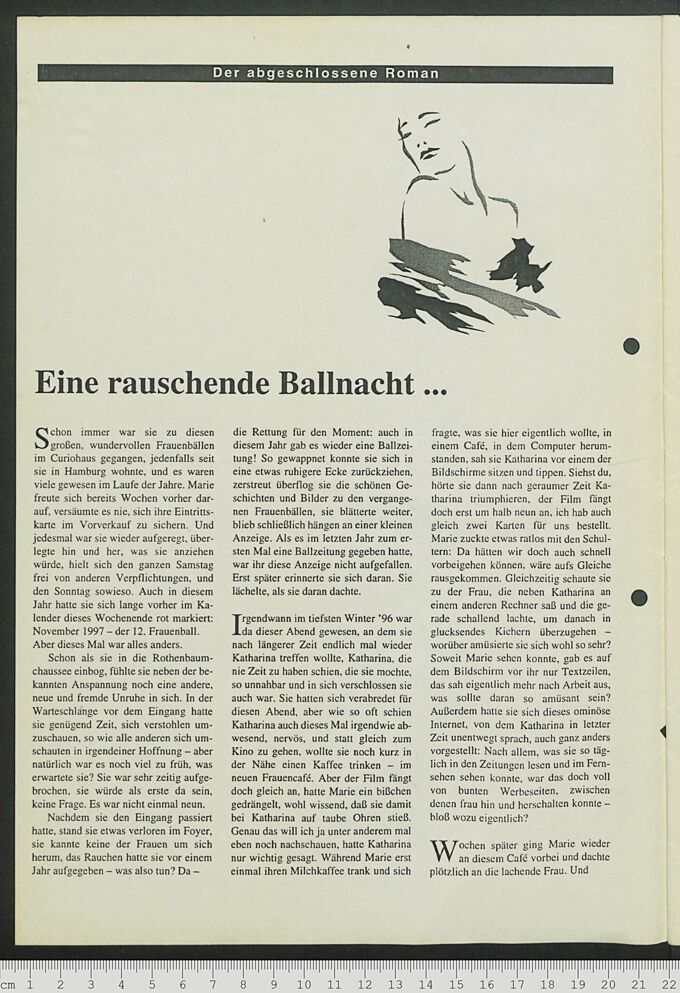 Der abgeschlossene Roman
Eine rauschende Ballnacht ...
Schon immer war sie zu diesen
großen, wundervollen Frauenbällen
im Curiohaus gegangen, jedenfalls seit
sie in Hamburg wohnte, und es waren
viele gewesen im Laufe der Jahre. Marie
freute sich bereits Wochen vorher dar-
auf, versäumte es nie, sich ihre Eintritts-
karte im Vorverkauf zu sichern. Und
jedesmal war sie wieder aufgeregt, über-
legte hin und her, was sie anziehen
würde, hielt sich den ganzen Samstag
frei von anderen Verpflichtungen, und
den Sonntag sowieso. Auch in diesem
Jahr hatte sie sich lange vorher im Ka-
lender dieses Wochenende rot markiert:
November 1997 – der 12. Frauenball.
Aber dieses Mal war alles anders.
Schon als sie in die Rothenbaum-
chaussee einbog, fühlte sie neben der be-
kannten Anspannung noch eine andere,
neue und fremde Unruhe in sich. In der
Warteschlange vor dem Eingang hatte
sie genügend Zeit, sich verstohlen um-
zuschauen, so wie alle anderen sich um-
schauten in irgendeiner Hoffnung – aber
natürlich war es noch viel zu früh, was
erwartete sie? Sie war sehr zeitig aufge-
brochen, sie würde als erste da sein,
keine Frage. Es war nicht einmal neun.
Nachdem sie den Eingang passiert
hatte, stand sie etwas verloren im Foyer,
sie kannte keine der Frauen um sich
herum, das Rauchen hatte sie vor einem
Jahr aufgegeben – was also tun? Da –
die Rettung für den Moment: auch in
diesem Jahr gab es wieder eine Ballzei-
tung! So gewappnet konnte sie sich in
eine etwas ruhigere Ecke zurückziehen,
zerstreut überflog sie die schönen Ge-
schichten und Bilder zu den vergange-
nen Frauenbällen, sie blätterte weiter,
blieb schließlich hängen an einer kleinen
Anzeige. Als es im letzten Jahr zum er-
sten Mal eine Ballzeitung gegeben hatte,
war ihr diese Anzeige nicht aufgefallen.
Erst später erinnerte sie sich daran. Sie
lächelte, als sie daran dachte.
Irgendwann im tiefsten Winter '96 war
da dieser Abend gewesen, an dem sie
nach längerer Zeit endlich mal wieder
Katharina treffen wollte, Katharina, die
nie Zeit zu haben schien, die sie mochte,
so unnahbar und in sich verschlossen sie
auch war. Sie hatten sich verabredet für
diesen Abend, aber wie so oft schien
Katharina auch dieses Mal irgendwie ab-
wesend, nervös, und statt gleich zum
Kino zu gehen, wollte sie noch kurz in
der Nähe einen Kaffee trinken – im
neuen Frauencafé. Aber der Film fängt
doch gleich an, hatte Marie ein bißchen
gedrängelt, wohl wissend, daß sie damit
bei Katharina auf taube Ohren stieß.
Genau das will ich ja unter anderem mal
eben noch nachschauen, hatte Katharina
nur wichtig gesagt. Während Marie erst
einmal ihren Milchkaffee trank und sich
fragte, was sie hier eigentlich wollte, in
einem Café, in dem Computer herum-
standen, sah sie Katharina vor einem der
Bildschirme sitzen und tippen. Siehst du,
hörte sie dann nach geraumer Zeit Ka-
tharina triumphieren, der Film fängt
doch erst um halb neun an, ich hab auch
gleich zwei Karten für uns bestellt.
Marie zuckte etwas ratlos mit den Schul-
tern: Da hätten wir doch auch schnell
vorbeigehen können, wäre aufs Gleiche
rausgekommen. Gleichzeitig schaute sie
zu der Frau, die neben Katharina an
einem anderen Rechner saß und die ge-
rade schallend lachte, um danach in
glucksendes Kichern überzugehen –
worüber amüsierte sie sich wohl so sehr?
Soweit Marie sehen konnte, gab es auf
dem Bildschirm vor ihr nur Textzeilen,
das sah eigentlich mehr nach Arbeit aus,
was sollte daran so amüsant sein?
Außerdem hatte sie sich dieses ominöse
Internet, von dem Katharina in letzter
Zeit unentwegt sprach, auch ganz anders
vorgestellt: Nach allem, was sie so täg-
lich in den Zeitungen lesen und im Fern-
sehen sehen konnte, war das doch voll
von bunten Werbeseiten, zwischen
denen frau hin und herschalten konnte –
bloß wozu eigentlich?
Wochen später ging Marie wieder
an diesem Café vorbei und dachte
plötzlich an die lachende Frau. Und
cm 1 2 3 4 5 6 7 8 9 10 11 12 13 14 15 16 17 18 19 20 21 22